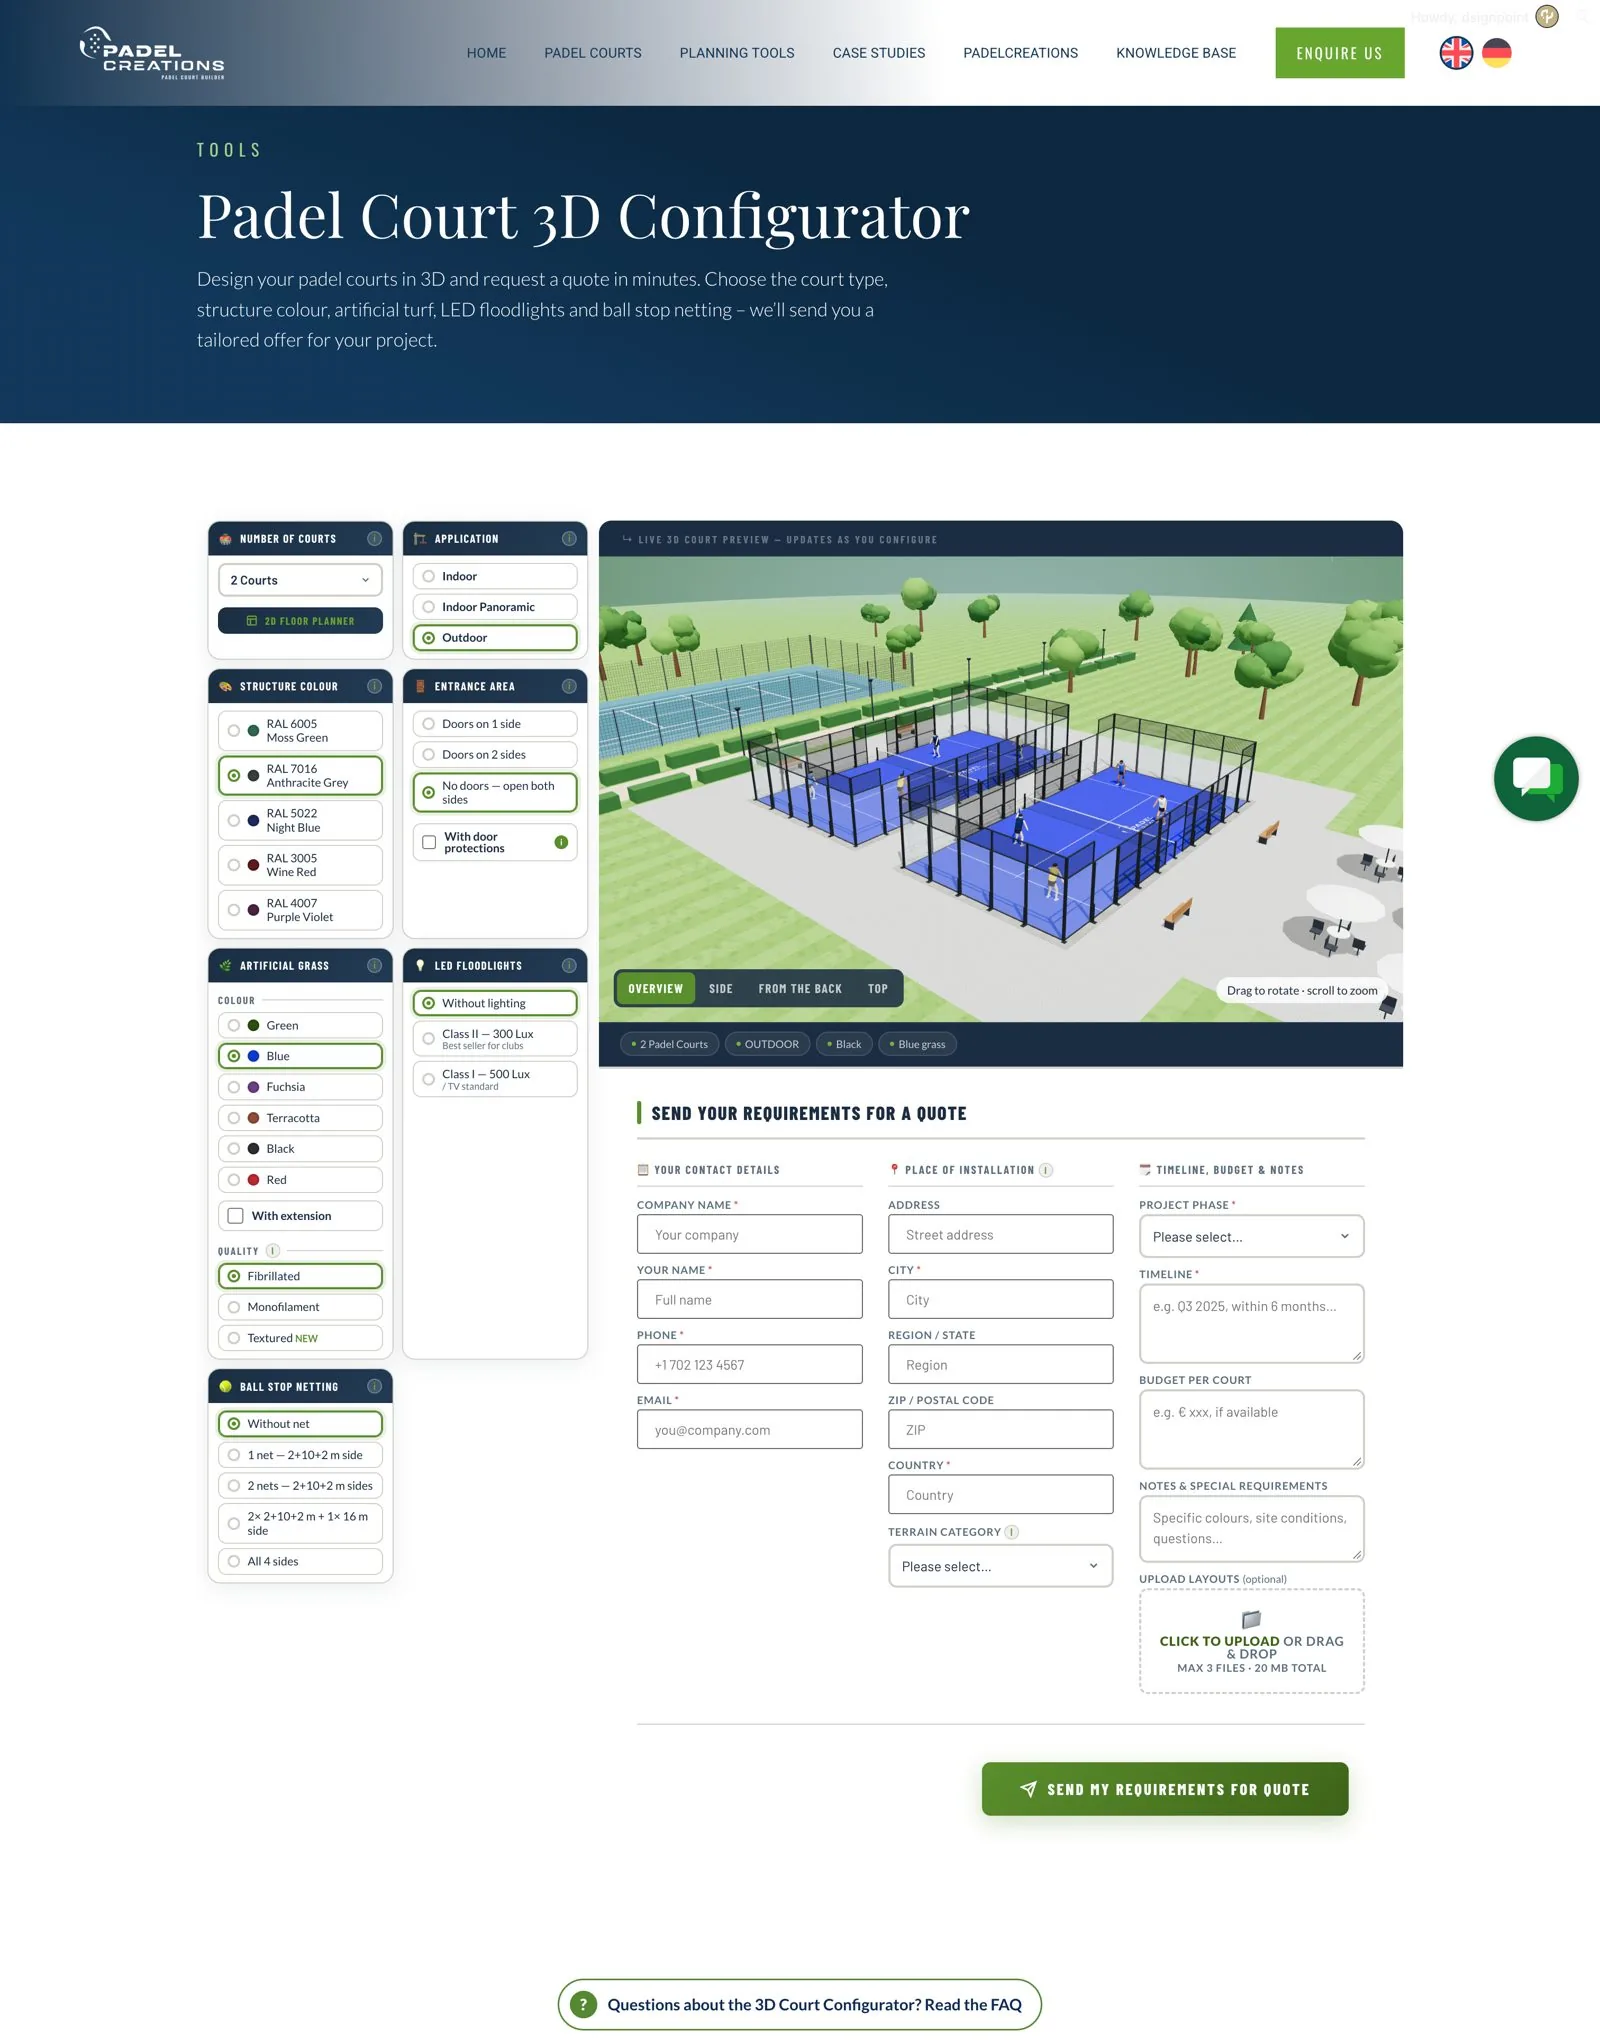 PADEL
CREATIONS
PADEL COURT BUILDER
HOME
PADEL COURTS
PLANNING TOOLS
CASE STUDIES
PADELCREATIONS
KNOWLEDGE BASE
ENQUIRE US
Howdy, dsignpoint
TOOLS
Padel Court 3D Configurator
Design your padel courts in 3D and request a quote in minutes. Choose the court type,
structure colour, artificial turf, LED floodlights and ball stop netting – we'll send you a
tailored offer for your project.
NUMBER OF COURTS
2 Courts
2D FLOOR PLANNER
APPLICATION
Indoor
Indoor Panoramic
Outdoor
STRUCTURE COLOUR
RAL 6005
Moss Green
RAL 7016
Anthracite Grey
RAL 5022
Night Blue
RAL 3005
Wine Red
RAL 4007
Purple Violet
ENTRANCE AREA
Doors on 1 side
Doors on 2 sides
No doors — open both
sides
With door
protections
ARTIFICIAL GRASS
COLOUR
Green
Blue
Fuchsia
Terracotta
Black
Red
With extension
QUALITY
Fibrillated
Monofilament
Textured NEW
LED FLOODLIGHTS
Without lighting
Class II — 300 Lux
Best seller for clubs
Class I — 500 Lux
/ TV standard
BALL STOP NETTING
Without net
1 net — 2+10+2 m side
2 nets — 2+10+2 m sides
2× 2+10+2 m + 1× 16 m
side
All 4 sides
LIVE 3D COURT PREVIEW — UPDATES AS YOU CONFIGURE
OVERVIEW
SIDE
FROM THE BACK
TOP
Drag to rotate · scroll to zoom
2 Padel Courts
OUTDOOR
Black
Blue grass
SEND YOUR REQUIREMENTS FOR A QUOTE
YOUR CONTACT DETAILS
COMPANY NAME *
Your company
YOUR NAME *
Full name
PHONE *
+1 702 123 4567
EMAIL *
you@company.com
PLACE OF INSTALLATION
ADDRESS
Street address
CITY *
City
REGION / STATE
Region
ZIP / POSTAL CODE
ZIP
COUNTRY *
Country
TERRAIN CATEGORY
Please select...
TIMELINE, BUDGET & NOTES
PROJECT PHASE *
Please select...
TIMELINE *
e.g. Q3 2025, within 6 months...
BUDGET PER COURT
e.g. € xxx, if available
NOTES & SPECIAL REQUIREMENTS
Specific colours, site conditions,
questions...
UPLOAD LAYOUTS (optional)
CLICK TO UPLOAD OR DRAG
& DROP
MAX 3 FILES · 20 MB TOTAL
SEND MY REQUIREMENTS FOR QUOTE
? Questions about the 3D Court Configurator? Read the FAQ